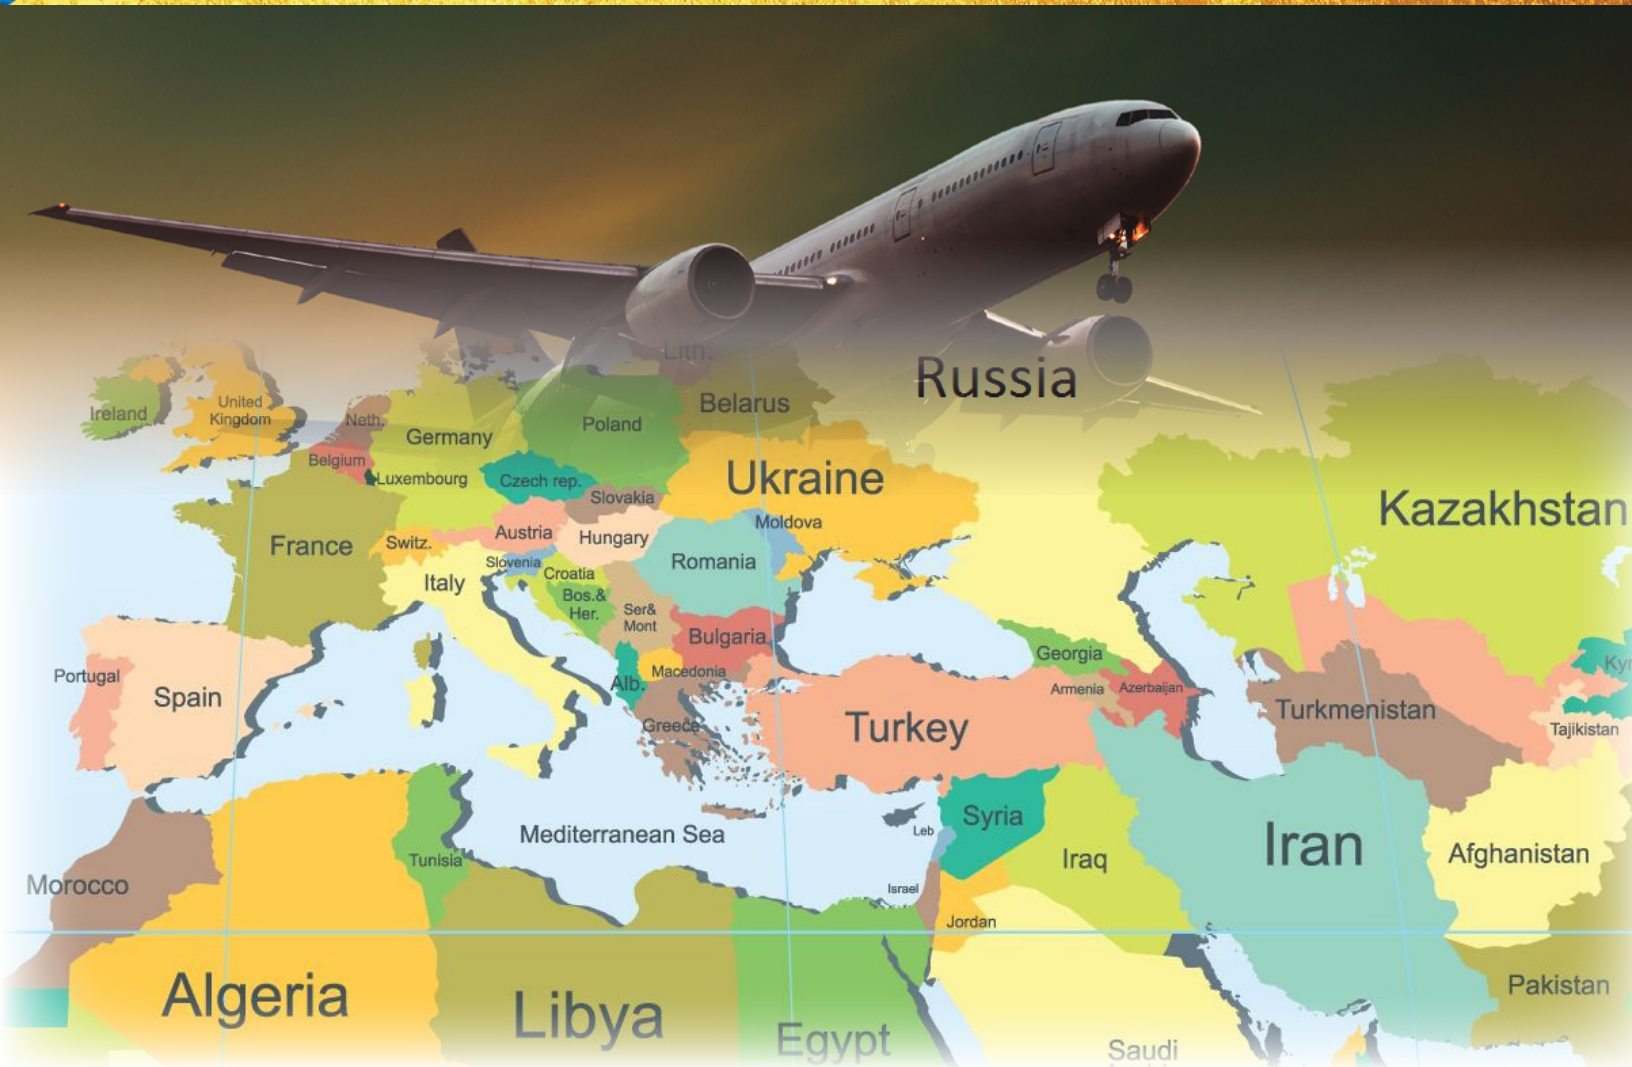 Lith.
Russia
Ireland
United
Kingdom
Neth.
Belarus
Poland
Germany
Belgium
Luxembourg
Czech rep.
Slovakia
Ukraine
Kazakhstan
Moldova
France
Switz.
Austria
Hungary
Slovenia
Croatia
Romania
Italy
Bos.&
Her.
Ser&
Mont
Bulgaria
Georgia
Kyr
Portugal
Spain
Alb.
Macedonia
Armenia
Azerbaijan
Greece
Turkey
Turkmenistan
Tajikistan
Mediterranean Sea
Leb
Syria
Iraq
Iran
Afghanistan
Tunisia
Morocco
Israel
Jordan
Algeria
Libya
Egypt
Saudi
Pakistan